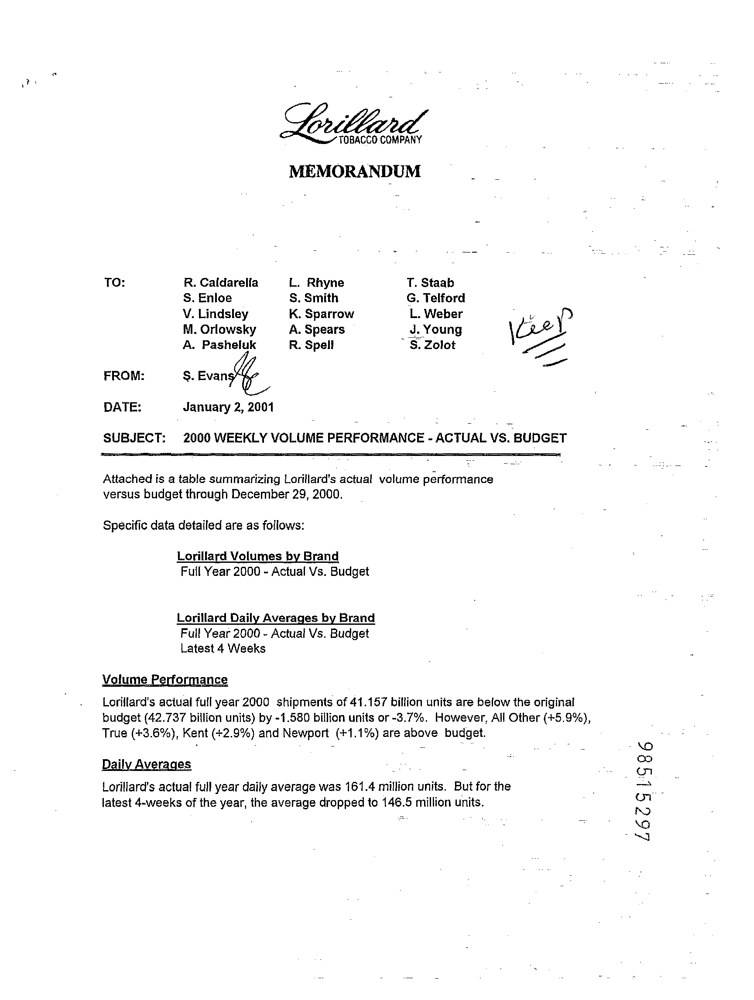 Lorillard
TOBACCO COMPANY
MEMORANDUM
TO: R. Caldarella L. Rhyne T. Staab
S. Enloe S. Smith G. Telford
V. Lindsley K. Sparrow L. Weber
M. Orlowsky A. Spears J. Young
A. Pasheluk R. Spell S. Zolot
Keep
FROM: S. Evans
DATE: January 2, 2001
SUBJECT: 2000 WEEKLY VOLUME PERFORMANCE - ACTUAL VS. BUDGET
Attached is a table summarizing Lorillard's actual volume performance
versus budget through December 29, 2000.
Specific data detailed are as follows:
Lorillard Volumes by Brand
Full Year 2000 - Actual Vs. Budget
Lorillard Daily Averages by Brand
Full Year 2000 - Actual Vs. Budget
Latest 4 Weeks
Volume Performance
Lorillard's actual full year 2000 shipments of 41.157 billion units are below the original
budget (42.737 billion units) by -1.580 billion units or -3.7%. However, All Other (+5.9%),
True (+3.6%), Kent (+2.9%) and Newport (+1.1%) are above budget.
Daily Averages
Lorillard's actual full year daily average was 161.4 million units. But for the
latest 4-weeks of the year, the average dropped to 146.5 million units.
98515297